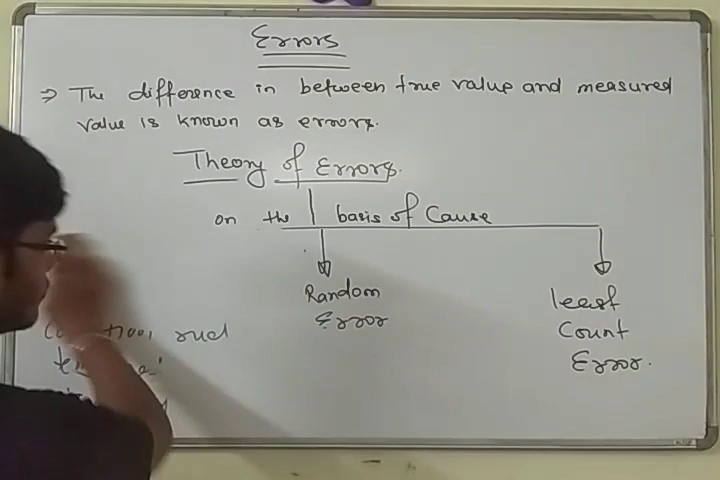 Errors
⇒ The difference in between true value and measured
value is known as errors.
Theory of Errors.
on the basis of Cause
Random
Error
least
Count
Error.